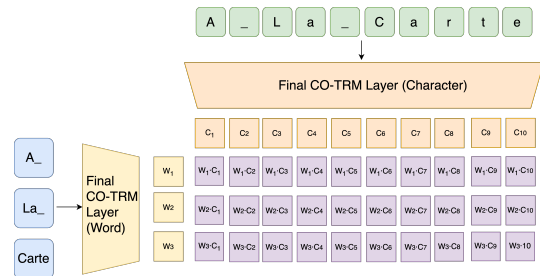 A _ L a _ C a r t e
Final CO-TRM Layer (Character)
C1 C2 C3 C4 C5 C6 C7 C8 C9 C10
A_
La_
Carte
Final
CO-TRM
Layer
(Word)
W1 W1·C1 W1·C2 W1·C3 W1·C4 W1·C5 W1·C6 W1·C7 W1·C8 W1·C9 W1·C10
W2 W2·C1 W2·C2 W2·C3 W2·C4 W2·C5 W2·C6 W2·C7 W2·C8 W2·C9 W2·C10
W3 W3·C1 W3·C2 W3·C3 W3·C4 W3·C5 W3·C6 W3·C7 W3·C8 W3·C9 W3·10